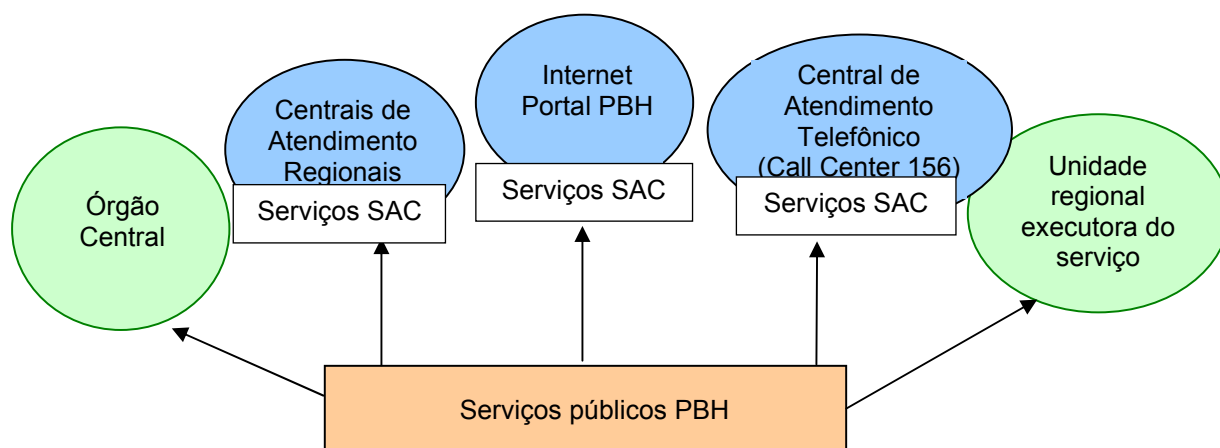 Órgão
Central
Centrais de
Atendimento
Regionais
Serviços SAC
Internet
Portal PBH
Serviços SAC
Central de
Atendimento
Telefônico
(Call Center 156)
Serviços SAC
Unidade
regional
executora do
serviço
Serviços públicos PBH